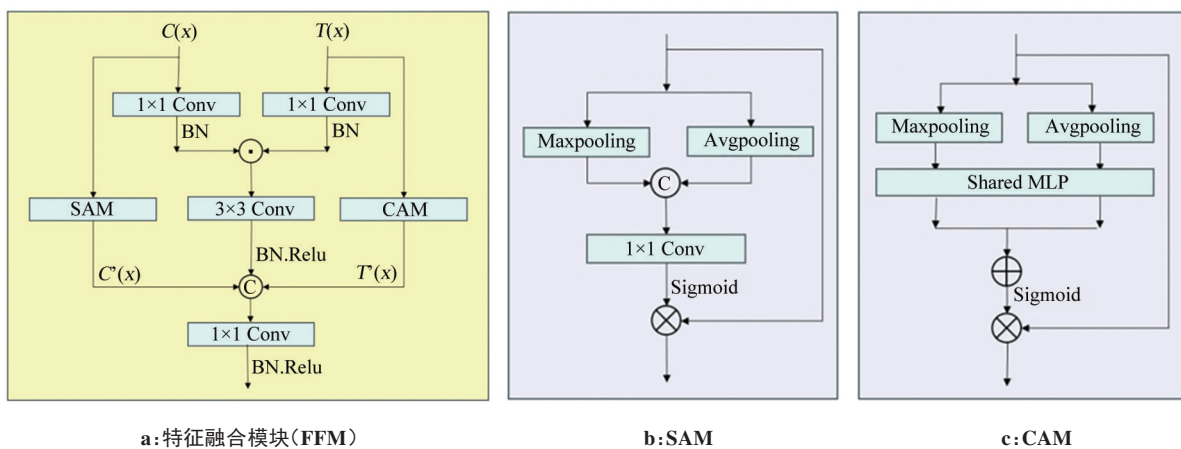 C(x)
T(x)
1×1 Conv
1×1 Conv
BN
BN
SAM
3×3 Conv
CAM
BN.Relu
C’(x)
C
T’(x)
1×1 Conv
BN.Relu
a:特征融合模块(FFM)
Maxpooling
Avgpooling
C
1×1 Conv
Sigmoid
b:SAM
Maxpooling
Avgpooling
Shared MLP
Sigmoid
c:CAM